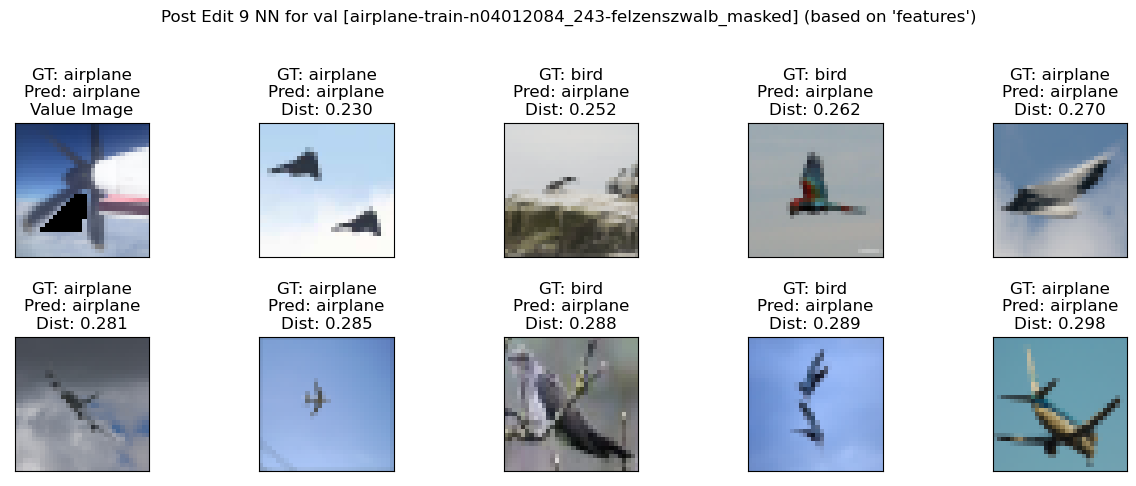 Post Edit 9 NN for val [airplane-train-n04012084_243-felzenszwalb_masked] (based on 'features')
GT: airplane
Pred: airplane
Value Image
GT: airplane
Pred: airplane
Dist: 0.230
GT: bird
Pred: airplane
Dist: 0.252
GT: bird
Pred: airplane
Dist: 0.262
GT: airplane
Pred: airplane
Dist: 0.270
GT: airplane
Pred: airplane
Dist: 0.281
GT: airplane
Pred: airplane
Dist: 0.285
GT: bird
Pred: airplane
Dist: 0.288
GT: bird
Pred: airplane
Dist: 0.289
GT: airplane
Pred: airplane
Dist: 0.298